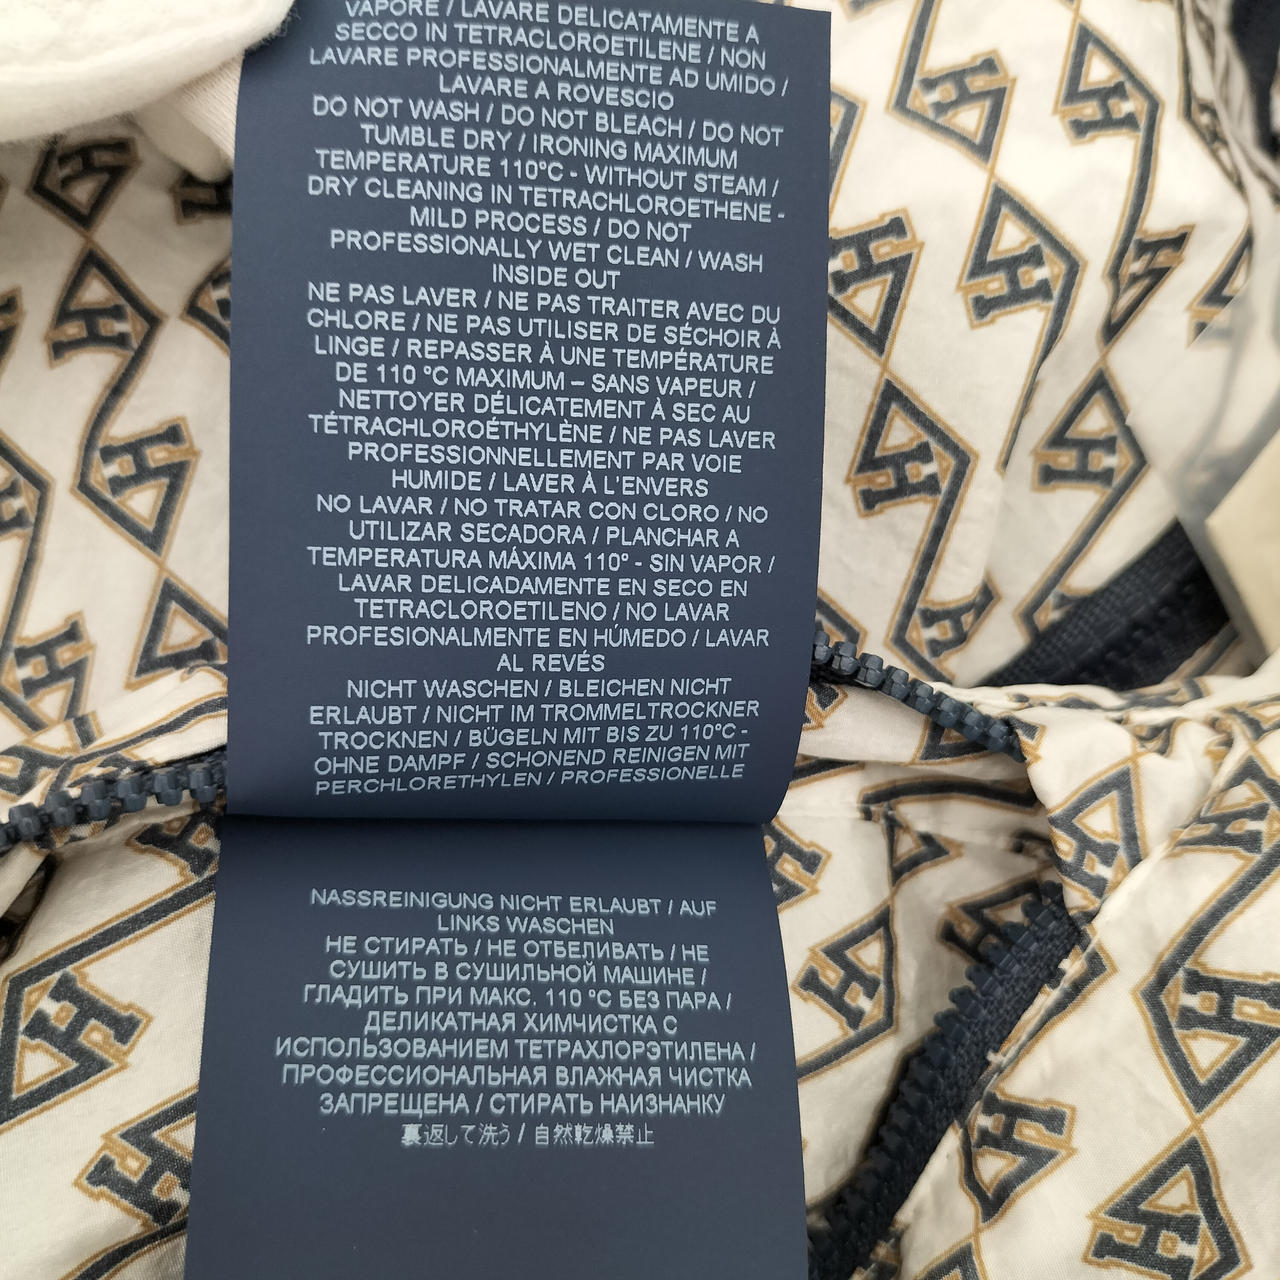 VAPORE / LAVARE DELICATAMENTE A
SECCO IN TETRACLOROETILENE / NON
LAVARE PROFESSIONALMENTE AD UMIDO /
LAVARE A ROVESCIO
DO NOT WASH / DO NOT BLEACH / DO NOT
TUMBLE DRY / IRONING MAXIMUM
TEMPERATURE 110°C - WITHOUT STEAM /
DRY CLEANING IN TETRACHLOROETHENE -
MILD PROCESS / DO NOT
PROFESSIONALLY WET CLEAN / WASH
INSIDE OUT
NE PAS LAVER / NE PAS TRAITER AVEC DU
CHLORE / NE PAS UTILISER DE SÉCHOIR À
LINGE / REPASSER À UNE TEMPÉRATURE
DE 110 °C MAXIMUM – SANS VAPEUR /
NETTOYER DÉLICATEMENT À SEC AU
TÉTRACHLOROÉTHYLÈNE / NE PAS LAVER
PROFESSIONNELLEMENT PAR VOIE
HUMIDE / LAVER À L'ENVERS
NO LAVAR / NO TRATAR CON CLORO / NO
UTILIZAR SECADORA / PLANCHAR A
TEMPERATURA MÁXIMA 110º - SIN VAPOR /
LAVAR DELICADAMENTE EN SECO EN
TETRACLOROETILENO / NO LAVAR
PROFESIONALMENTE EN HÚMEDO / LAVAR
AL REVÉS
NICHT WASCHEN / BLEICHEN NICHT
ERLAUBT / NICHT IM TROMMELTROCKNER
TROCKNEN / BÜGELN MIT BIS ZU 110°C -
OHNE DAMPF / SCHONEND REINIGEN MIT
PERCHLORETHYLEN / PROFESSIONELLE
NASSREINIGUNG NICHT ERLAUBT / AUF
LINKS WASCHEN
НЕ СТИРАТЬ / НЕ ОТБЕЛИВАТЬ / НЕ
СУШИТЬ В СУШИЛЬНОЙ МАШИНЕ /
ГЛАДИТЬ ПРИ МАКС. 110 °C БЕЗ ПАРА /
ДЕЛИКАТНАЯ ХИМЧИСТКА С
ИСПОЛЬЗОВАНИЕМ ТЕТРАХЛОРЭТИЛЕНА /
ПРОФЕССИОНАЛЬНАЯ ВЛАЖНАЯ ЧИСТКА
ЗАПРЕЩЕНА / СТИРАТЬ НАИЗНАНКУ
裏返して洗う / 自然乾燥禁止